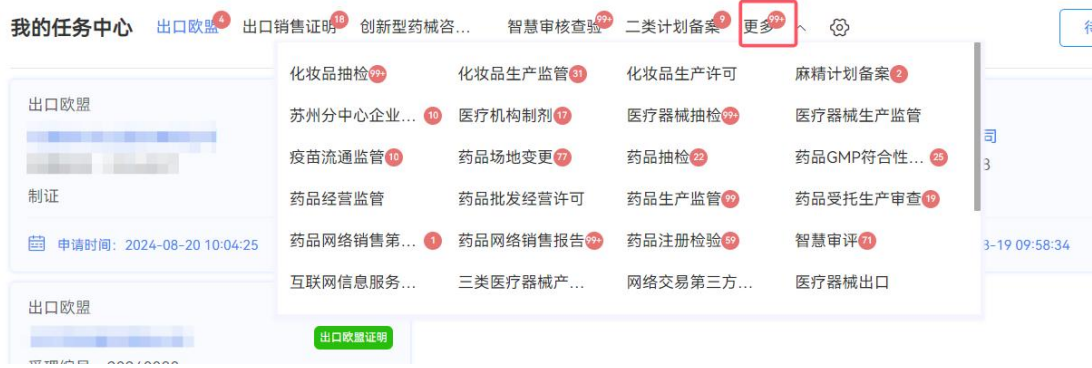 我的任务中心 出口欧盟 4 出口销售证明 18 创新型药械咨... 智慧审核查验 99+ 二类计划备案 9 更多 99+ 待
化妆品抽检 99+ 化妆品生产监管 31 化妆品生产许可 麻精计划备案 2
出口欧盟
苏州分中心企业... 10 医疗机构制剂 17 医疗器械抽检 99+ 医疗器械生产监管
司
疫苗流通监管 10 药品场地变更 77 药品抽检 22 药品GMP符合性... 25
3
制证
药品经营监管 药品批发经营许可 药品生产监管 99 药品受托生产审查 19
申请时间：2024-08-20 10:04:25
药品网络销售第... 1 药品网络销售报告 99+ 药品注册检验 59 智慧审评 71
3-19 09:58:34
互联网信息服务... 三类医疗器械产... 网络交易第三方... 医疗器械出口
出口欧盟
出口欧盟证明